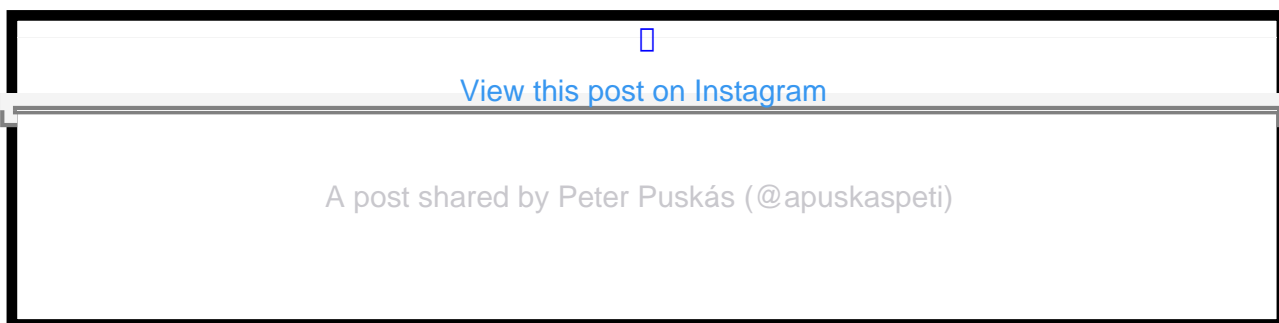 View this post on Instagram
A post shared by Peter Puskás (@apuskaspeti)